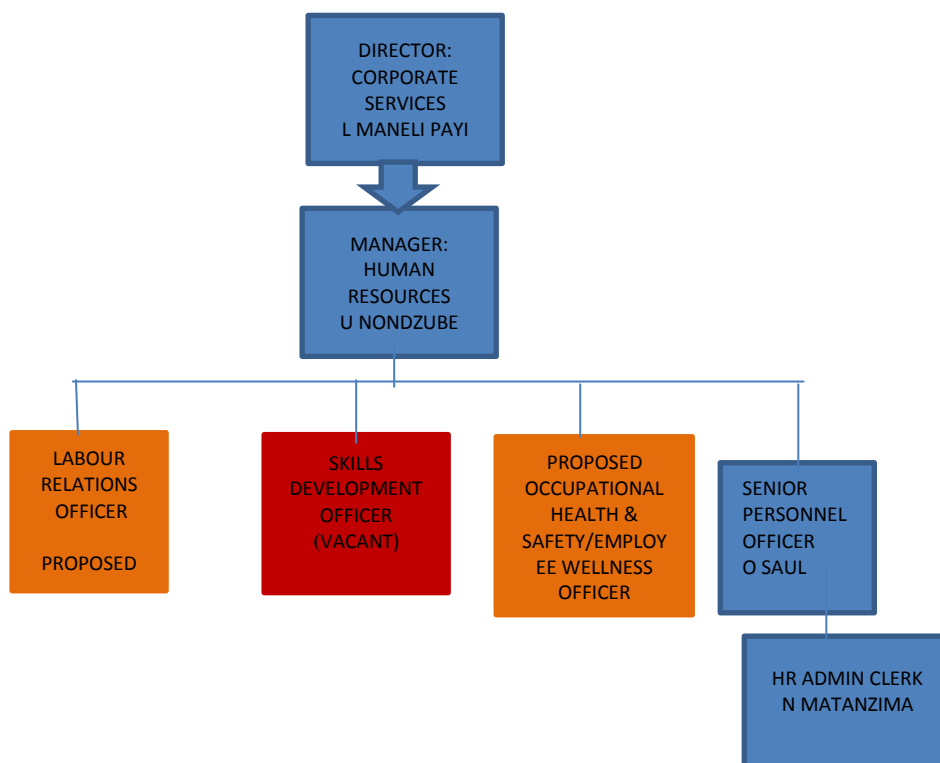 DIRECTOR:
CORPORATE
SERVICES
L MANELI PAYI
MANAGER:
HUMAN
RESOURCES
U NONDZUBE
LABOUR
RELATIONS
OFFICER
PROPOSED
SKILLS
DEVELOPMENT
OFFICER
(VACANT)
PROPOSED
OCCUPATIONAL
HEALTH &
SAFETY/EMPLOY
EE WELLNESS
OFFICER
SENIOR
PERSONNEL
OFFICER
O SAUL
HR ADMIN CLERK
N MATANZIMA